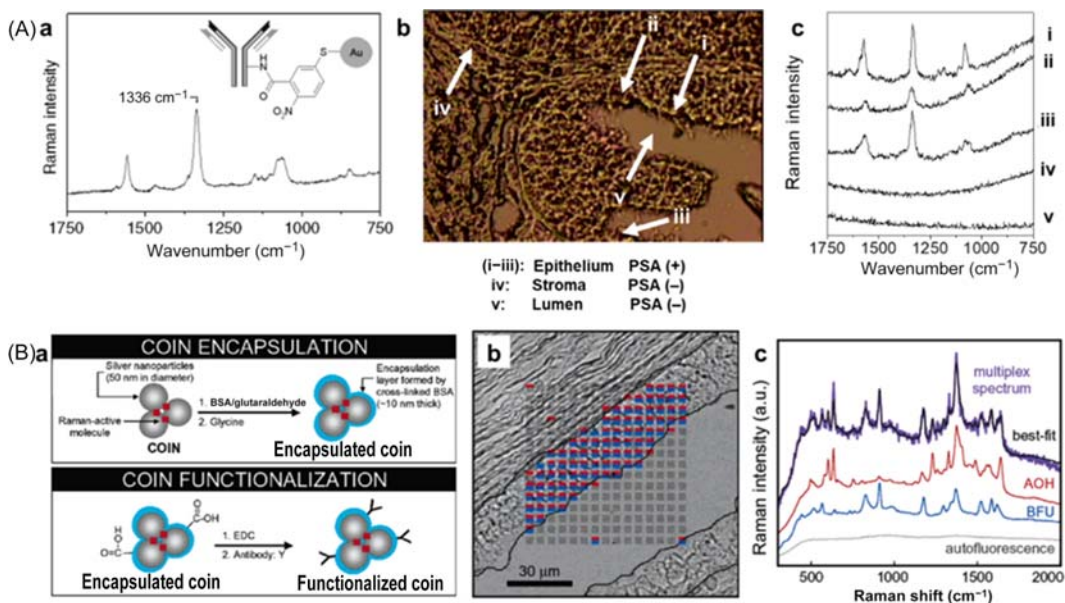 (A) a
Raman intensity
1336 cm⁻¹
S
Au
N
H
O
NO₂
1750 1500 1250 1000 750
Wavenumber (cm⁻¹)
b
ii
i
iv
v
iii
(i–iii): Epithelium PSA (+)
iv: Stroma PSA (–)
v: Lumen PSA (–)
c
Raman intensity
i
ii
iii
iv
v
1750 1500 1250 1000 750
Wavenumber (cm⁻¹)
(B) a
COIN ENCAPSULATION
Silver nanoparticles
(50 nm in diameter)
Raman-active
molecule
COIN
1. BSA/glutaraldehyde
2. Glycine
Encapsulation
layer formed by
cross-linked BSA
(~10 nm thick)
Encapsulated coin
COIN FUNCTIONALIZATION
O
OH
H
O
O=C
Encapsulated coin
1. EDC
2. Antibody: Y
Functionalized coin
b
30 µm
c
Raman intensity (a.u.)
multiplex
spectrum
best-fit
AOH
BFU
autofluorescence
500 1000 1500 2000
Raman shift (cm⁻¹)